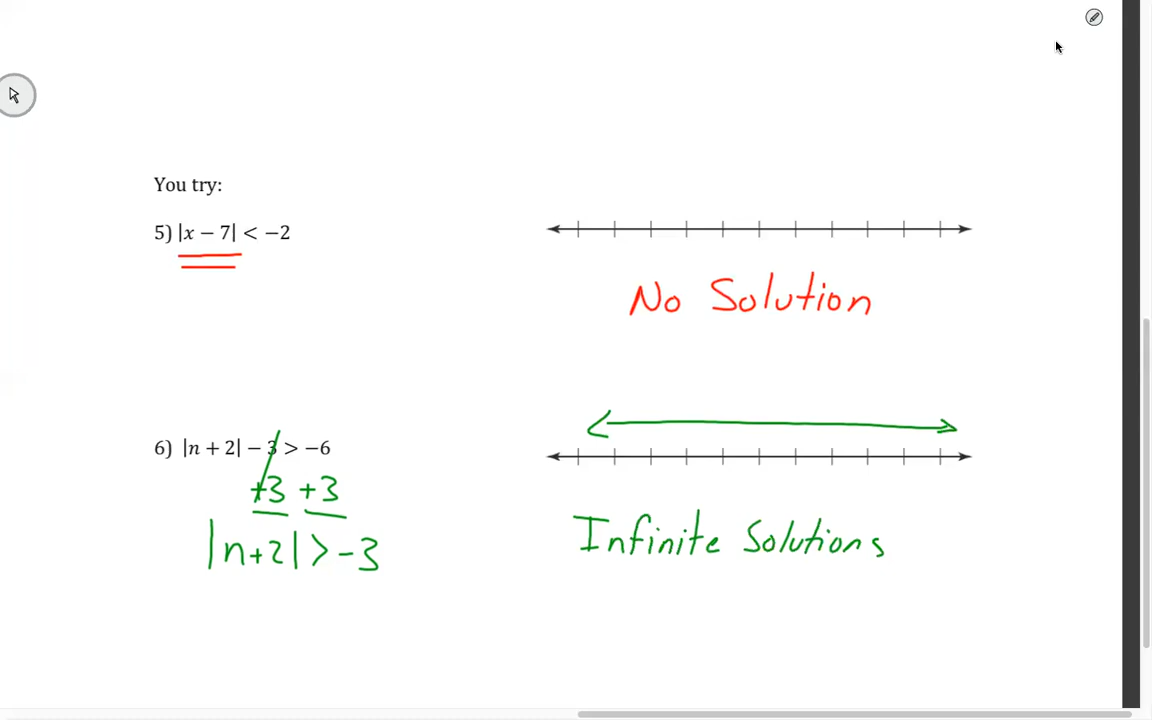 You try:
5) |x − 7| < −2
No Solution
6) |n + 2| − 3 > −6
+3 +3
|n+2| > -3
Infinite Solutions